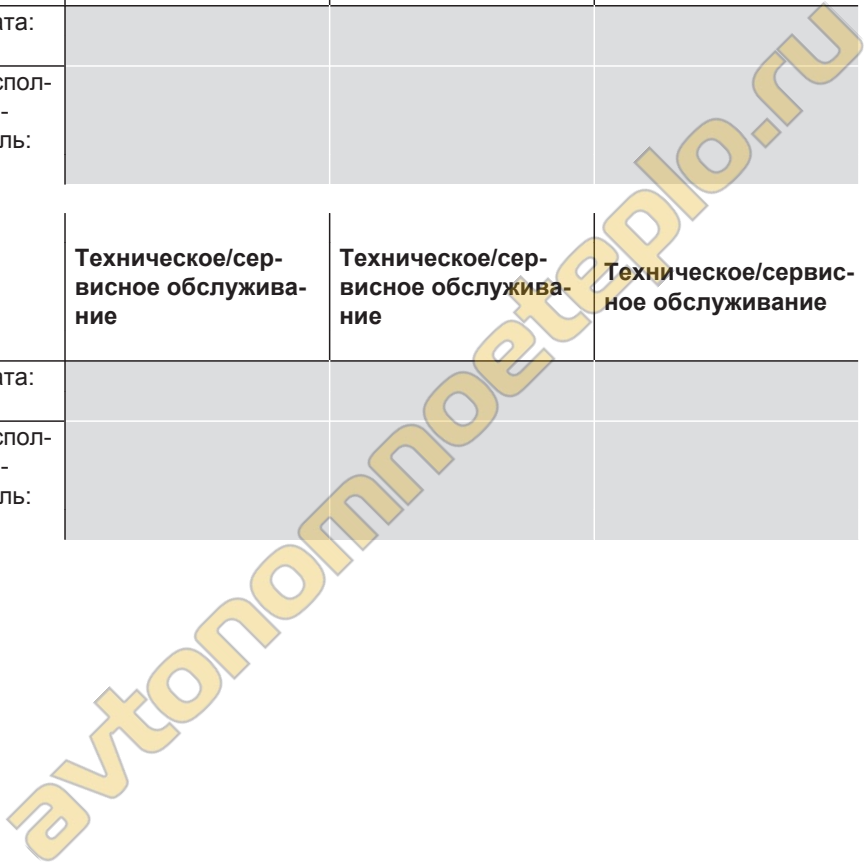 ата:
спол-
-
ль:
Техническое/сер-
висное обслужива-
ние
Техническое/сер-
висное обслужива-
ние
Техническое/сервис-
ное обслуживание
ата:
спол-
-
ль:
avtonomnoeteplo.ru